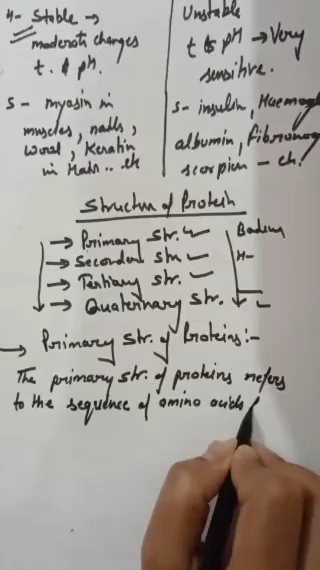 4- Stable →
moderate changes
t. & pH.
5 - myosin in
muscles, nails,
wool, Keratin
in Hairs .. etc
Unstable
t & pH → Very
sensitive.
5- insulin, Haemog
albumin, Fibrinog
scorpion - etc.
Structure of Protein
→ Primary Str.
→ Secondary Str.
→ Tertiary Str.
→ Quaternary Str.
H-
→ Primary Str. of Proteins:-
The primary str. of proteins refers
to the sequence of amino acids